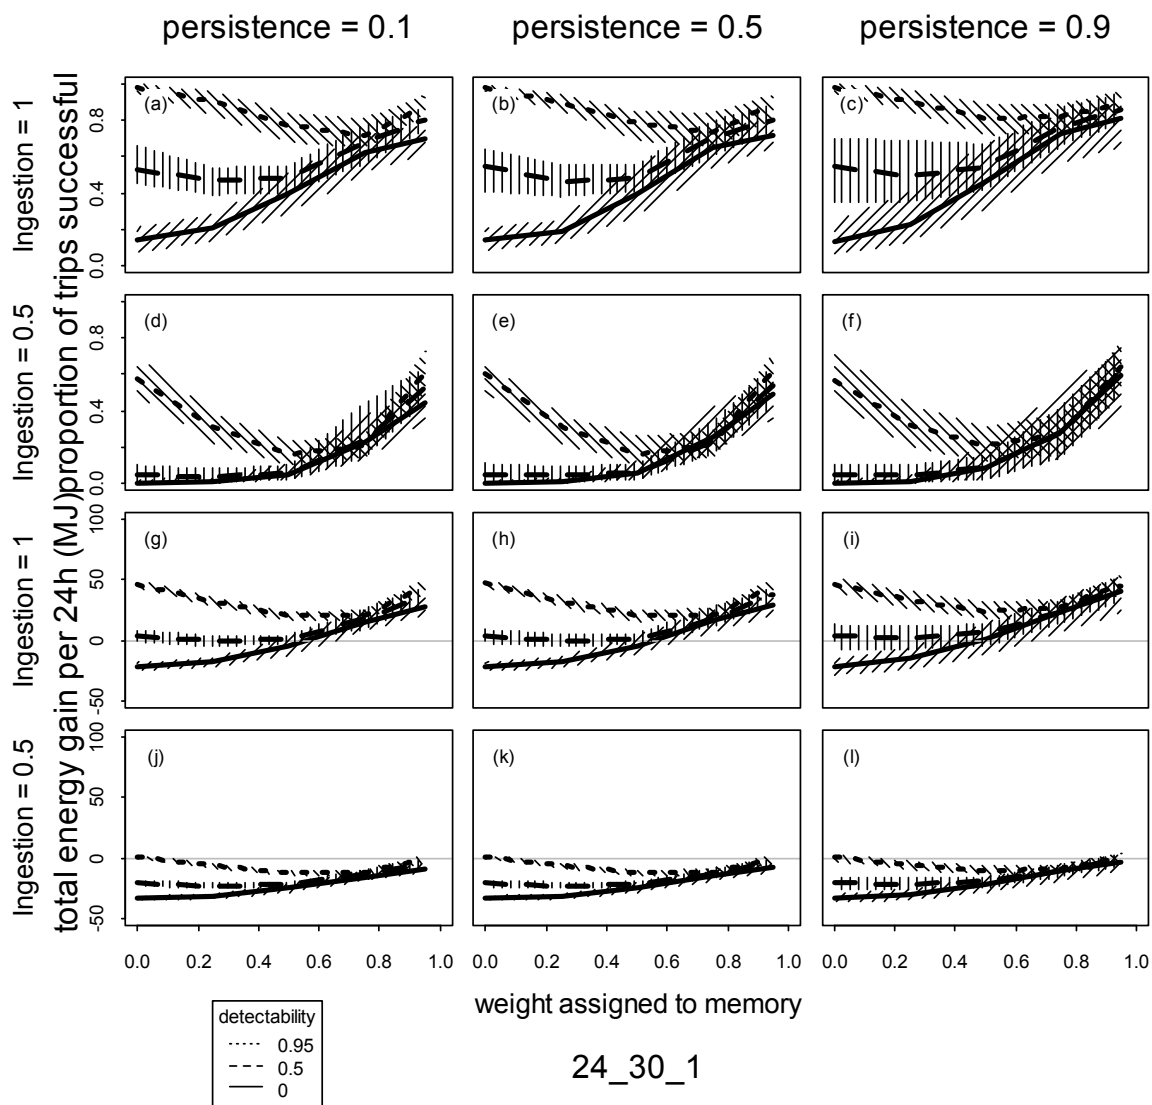 persistence = 0.1 persistence = 0.5 persistence = 0.9
Ingestion = 1
Ingestion = 0.5
Ingestion = 1
Ingestion = 0.5
proportion of trips successful
total energy gain per 24h (MJ)
0.8
0.4
0.0
(a) (b) (c)
0.8
0.4
0.0
(d) (e) (f)
100
50
0
-50
(g) (h) (i)
100
50
0
-50
(j) (k) (l)
0.0 0.2 0.4 0.6 0.8 1.0 0.0 0.2 0.4 0.6 0.8 1.0 0.0 0.2 0.4 0.6 0.8 1.0
weight assigned to memory
detectability
0.95
0.5
0
24_30_1